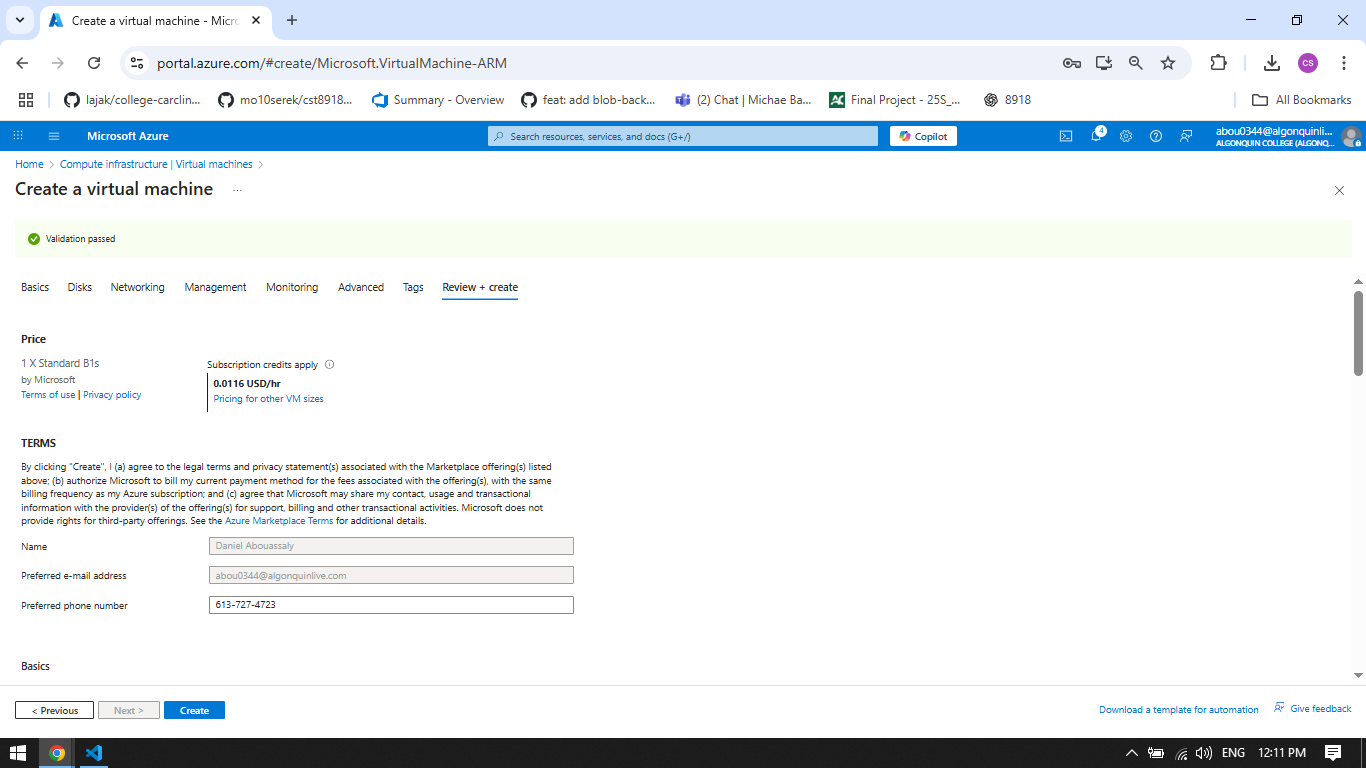 Create a virtual machine - Micr
portal.azure.com/#create/Microsoft.VirtualMachine-ARM
CS
lajak/college-carclin...
mo10serek/cst8918...
Summary - Overview
feat: add blob-back...
(2) Chat | Michae Ba...
Final Project - 25S_...
8918
All Bookmarks
Microsoft Azure
Search resources, services, and docs (G+/)
Copilot
4
abou0344@algonquinli...
ALGONQUIN COLLEGE (ALGONQ...
Home > Compute infrastructure | Virtual machines >
Create a virtual machine ...
Validation passed
Basics Disks Networking Management Monitoring Advanced Tags Review + create
Price
1 X Standard B1s
by Microsoft
Terms of use | Privacy policy
Subscription credits apply
0.0116 USD/hr
Pricing for other VM sizes
TERMS
By clicking "Create", I (a) agree to the legal terms and privacy statement(s) associated with the Marketplace offering(s) listed
above; (b) authorize Microsoft to bill my current payment method for the fees associated with the offering(s), with the same
billing frequency as my Azure subscription; and (c) agree that Microsoft may share my contact, usage and transactional
information with the provider(s) of the offering(s) for support, billing and other transactional activities. Microsoft does not
provide rights for third-party offerings. See the Azure Marketplace Terms for additional details.
Name
Daniel Abouassaly
Preferred e-mail address
abou0344@algonquinlive.com
Preferred phone number
613-727-4723
Basics
< Previous
Next >
Create
Download a template for automation
Give feedback
ENG
12:11 PM